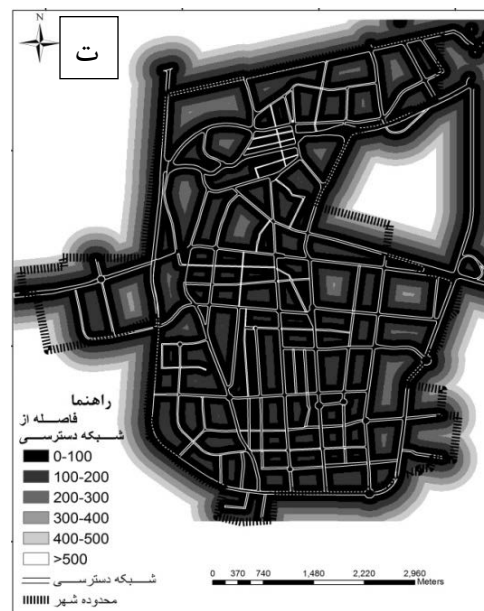 N
ت
راهنما
فاصله از
شبکه دسترسی
0-100
100-200
200-300
300-400
400-500
>500
شبکه دسترسی
محدوده شهر
0 370 740 1,480 2,220 2,960
Meters